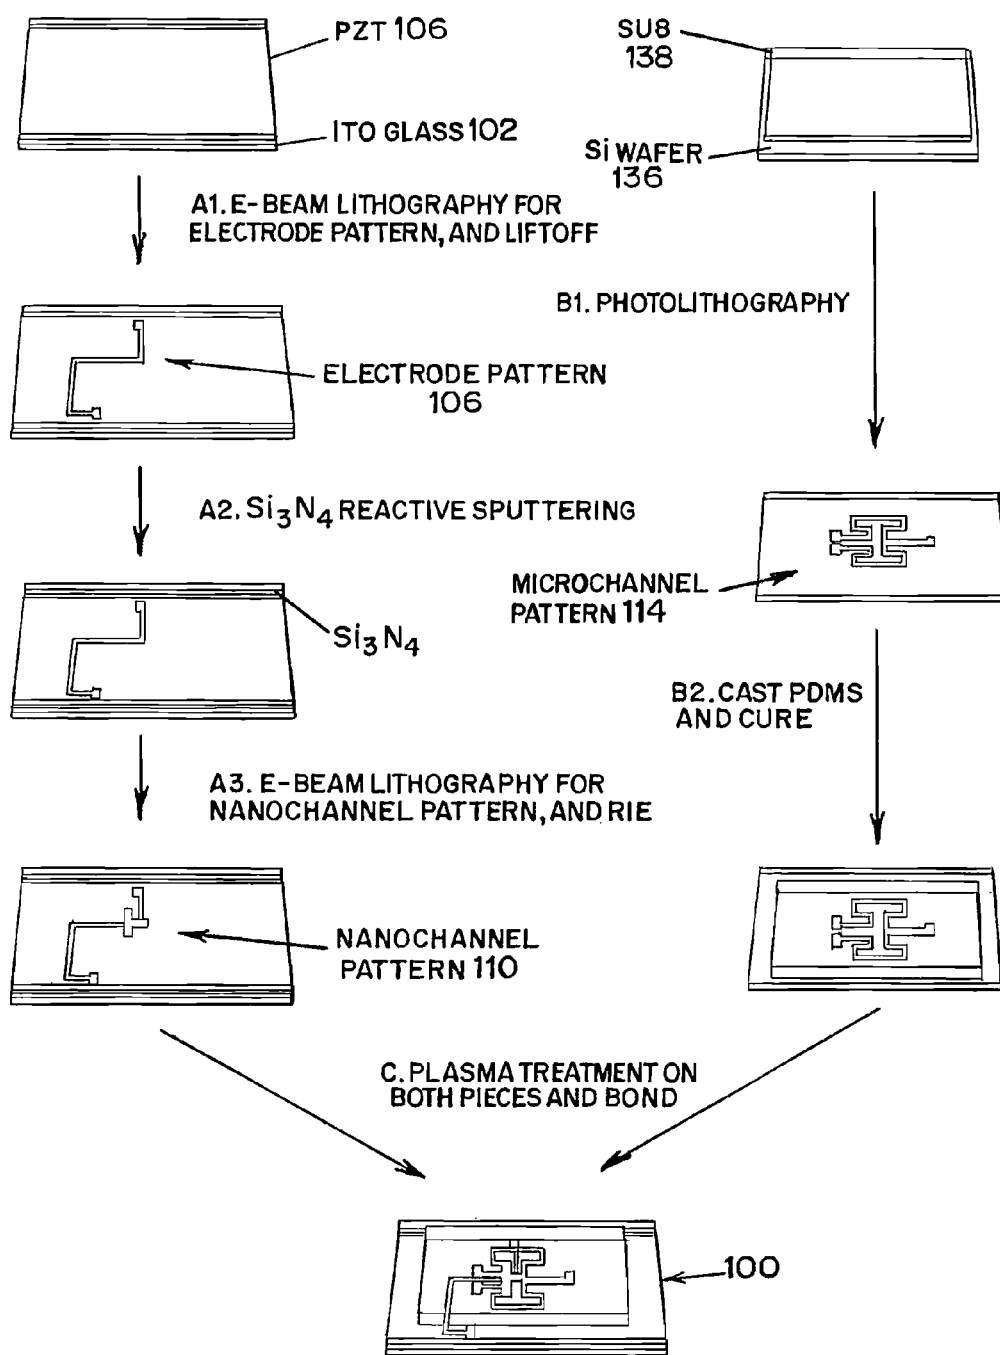 PZT 106
ITO GLASS 102
SU8
138
Si WAFER
136
A1. E-BEAM LITHOGRAPHY FOR
ELECTRODE PATTERN, AND LIFTOFF
B1. PHOTOLITHOGRAPHY
ELECTRODE PATTERN
106
A2. Si₃N₄ REACTIVE SPUTTERING
MICROCHANNEL
PATTERN 114
Si₃N₄
B2. CAST PDMS
AND CURE
A3. E-BEAM LITHOGRAPHY FOR
NANOCHANNEL PATTERN, AND RIE
NANOCHANNEL
PATTERN 110
C. PLASMA TREATMENT ON
BOTH PIECES AND BOND
100